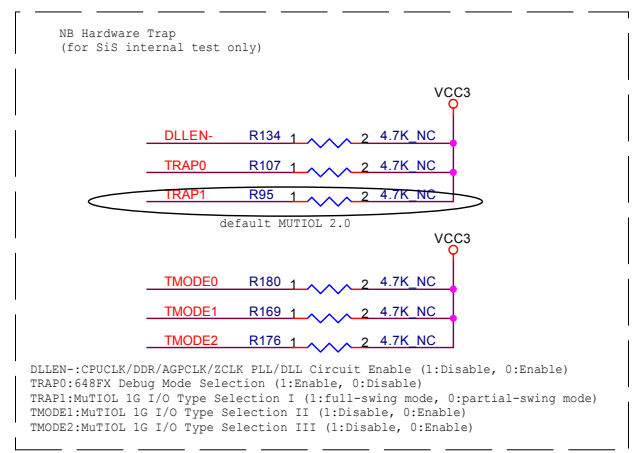 NB Hardware Trap
(for SiS internal test only)
VCC3
DLLEN- R134 1 2 4.7K_NC
TRAP0 R107 1 2 4.7K_NC
TRAP1 R95 1 2 4.7K_NC
default MUTIOL 2.0
VCC3
TMODE0 R180 1 2 4.7K_NC
TMODE1 R169 1 2 4.7K_NC
TMODE2 R176 1 2 4.7K_NC
DLLEN-:CPUCLK/DDR/AGPCLK/ZCLK PLL/DLL Circuit Enable (1:Disable, 0:Enable)
TRAP0:648FX Debug Mode Selection (1:Enable, 0:Disable)
TRAP1:MuTIOL 1G I/O Type Selection I (1:full-swing mode, 0:partial-swing mode)
TMODE1:MuTIOL 1G I/O Type Selection II (1:Disable, 0:Enable)
TMODE2:MuTIOL 1G I/O Type Selection III (1:Disable, 0:Enable)